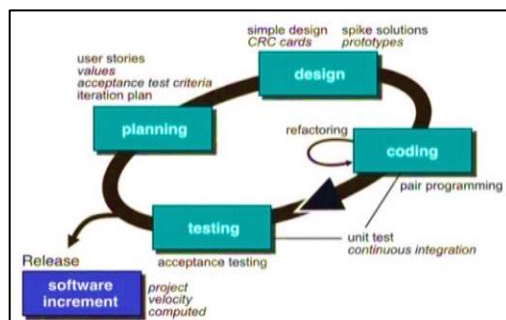 simple design
CRC cards
spike solutions
prototypes
user stories
values
acceptance test criteria
iteration plan
design
planning
refactoring
coding
pair programming
testing
unit test
continuous integration
acceptance testing
Release
software
increment
project
velocity
computed